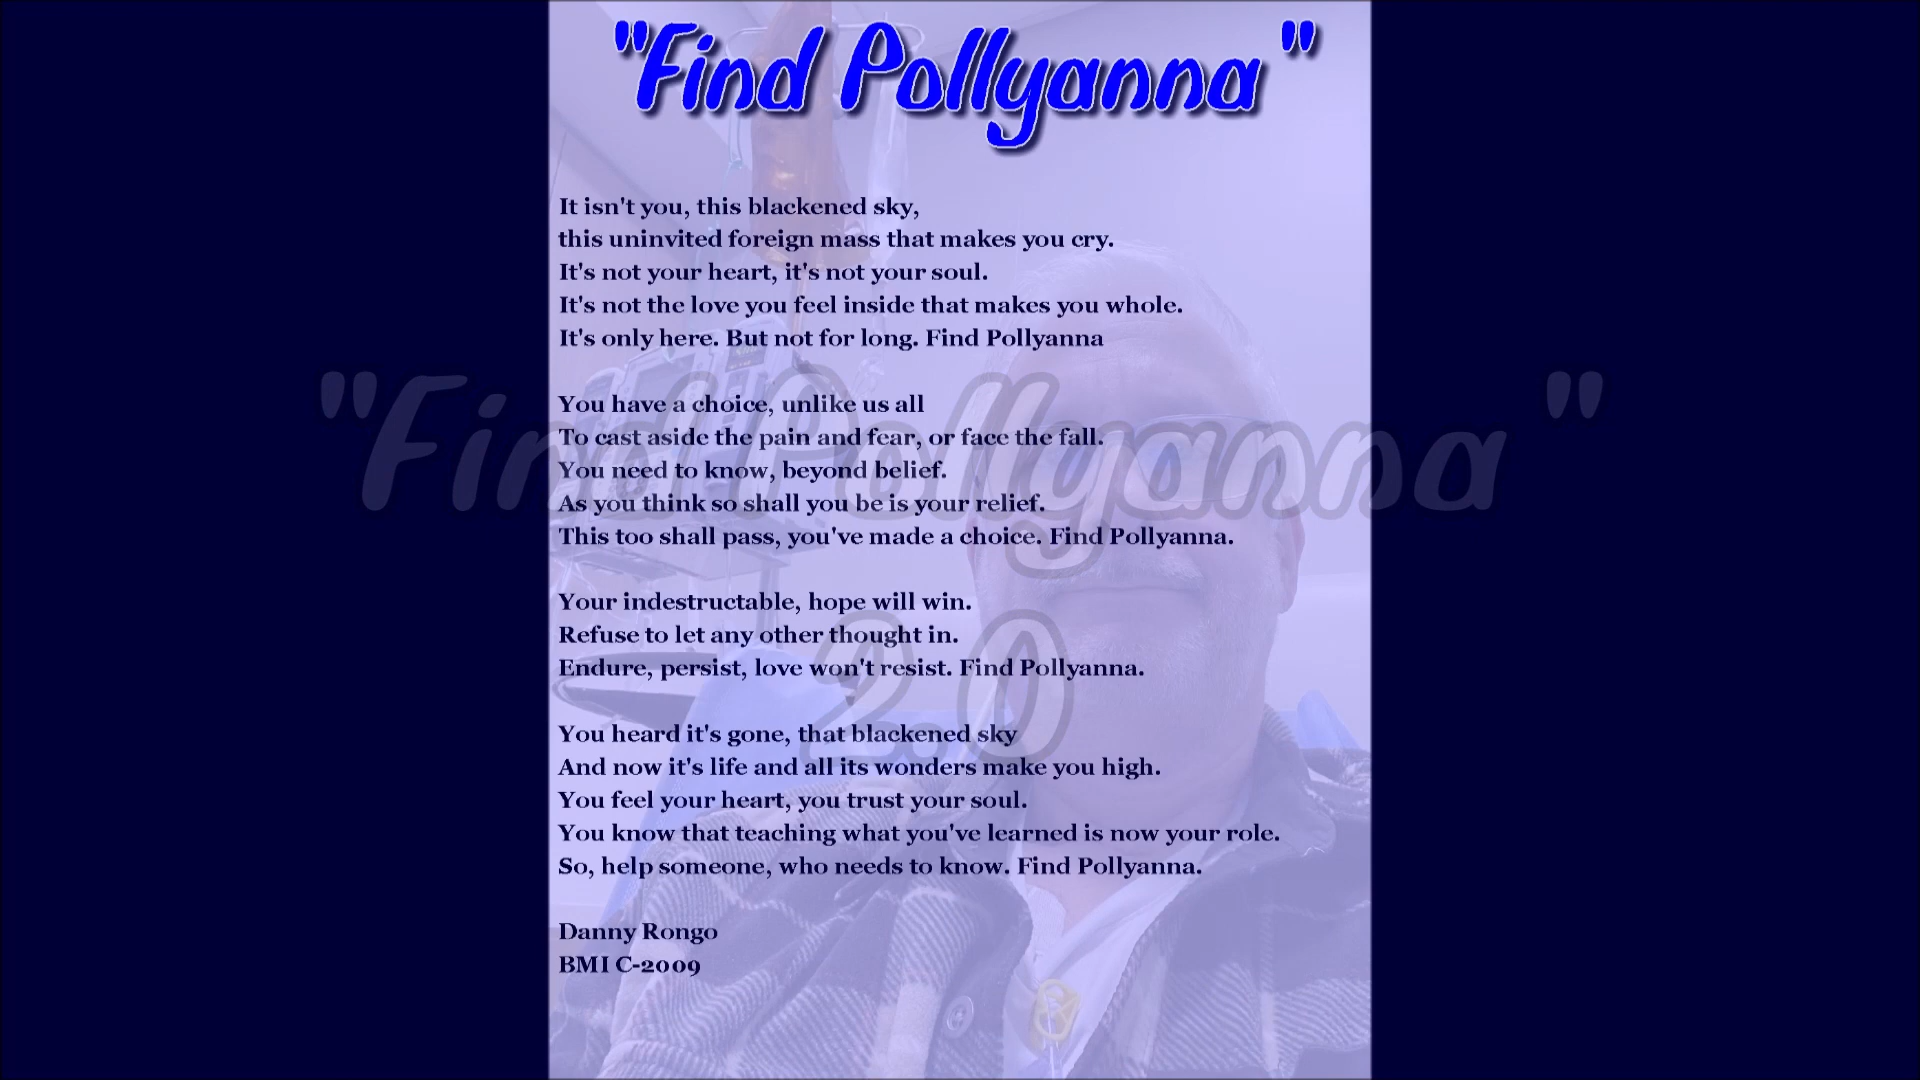 "Find Pollyanna"
It isn't you, this blackened sky,
this uninvited foreign mass that makes you cry.
It's not your heart, it's not your soul.
It's not the love you feel inside that makes you whole.
It's only here. But not for long. Find Pollyanna
You have a choice, unlike us all
To cast aside the pain and fear, or face the fall.
You need to know, beyond belief.
As you think so shall you be is your relief.
This too shall pass, you've made a choice. Find Pollyanna.
Your indestructable, hope will win.
Refuse to let any other thought in.
Endure, persist, love won't resist. Find Pollyanna.
You heard it's gone, that blackened sky
And now it's life and all its wonders make you high.
You feel your heart, you trust your soul.
You know that teaching what you've learned is now your role.
So, help someone, who needs to know. Find Pollyanna.
Danny Rongo
BMI C-2009
"Find Pollyanna"
2.0